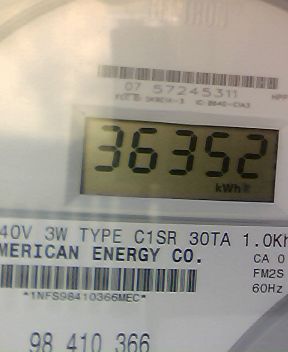 07 57245311
36352
kWh
40V 3W TYPE C1SR 30TA 1.0Kh
MERICAN ENERGY CO.
CA 0
FM2S
60Hz
*1NFS98410366MEC*
98 410 366